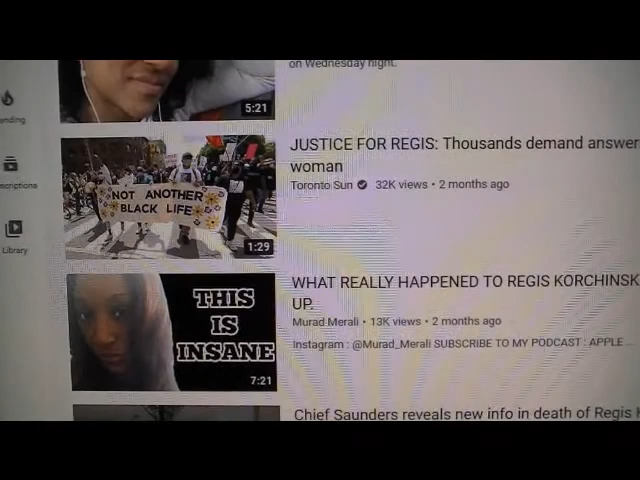 on Wednesday night.
5:21
ending
JUSTICE FOR REGIS: Thousands demand answer
woman
Toronto Sun 32K views • 2 months ago
NOT ANOTHER
BLACK LIFE
1:29
scriptions
Library
WHAT REALLY HAPPENED TO REGIS KORCHINSK
UP.
Murad Merali • 13K views • 2 months ago
Instagram : @Murad_Merali SUBSCRIBE TO MY PODCAST : APPLE ...
THIS
IS
INSANE
7:21
Chief Saunders reveals new info in death of Regis K